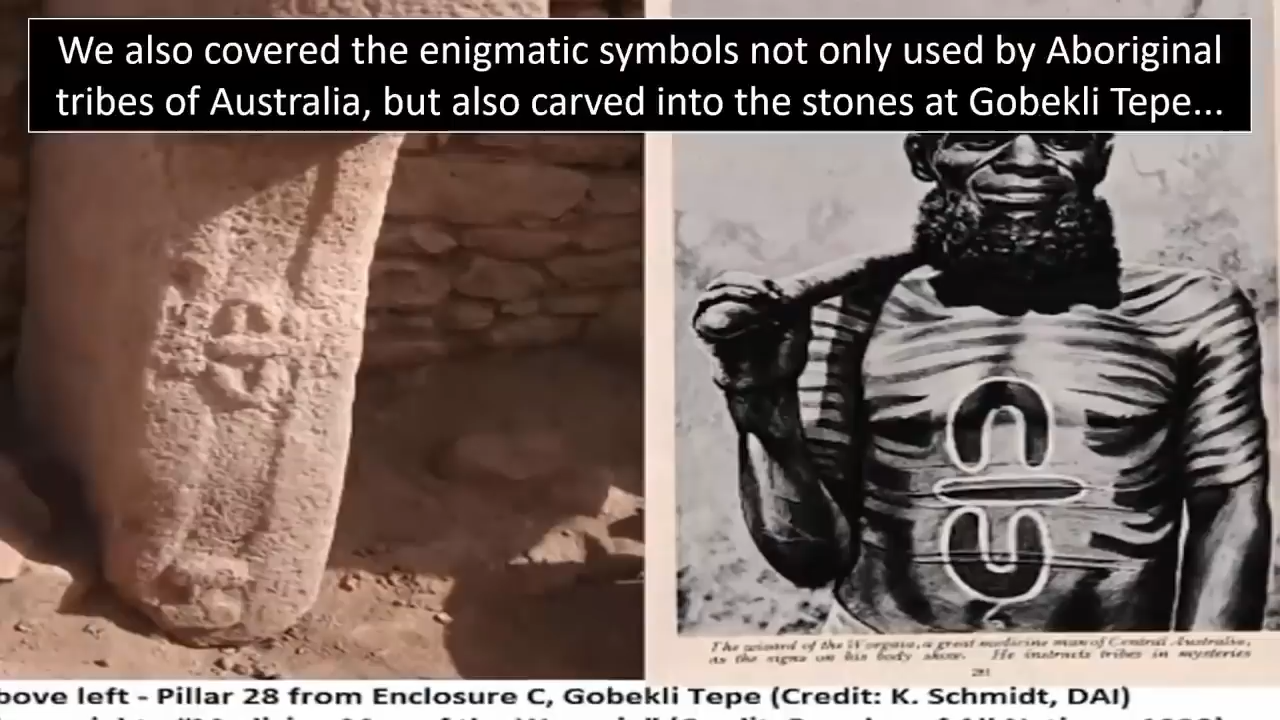 We also covered the enigmatic symbols not only used by Aboriginal
tribes of Australia, but also carved into the stones at Gobekli Tepe...
The wizard of the Worgaia, a great medicine man of Central Australia,
as the signs on his body show. He instructs tribes in mysteries
281
bove left - Pillar 28 from Enclosure C, Gobekli Tepe (Credit: K. Schmidt, DAI)